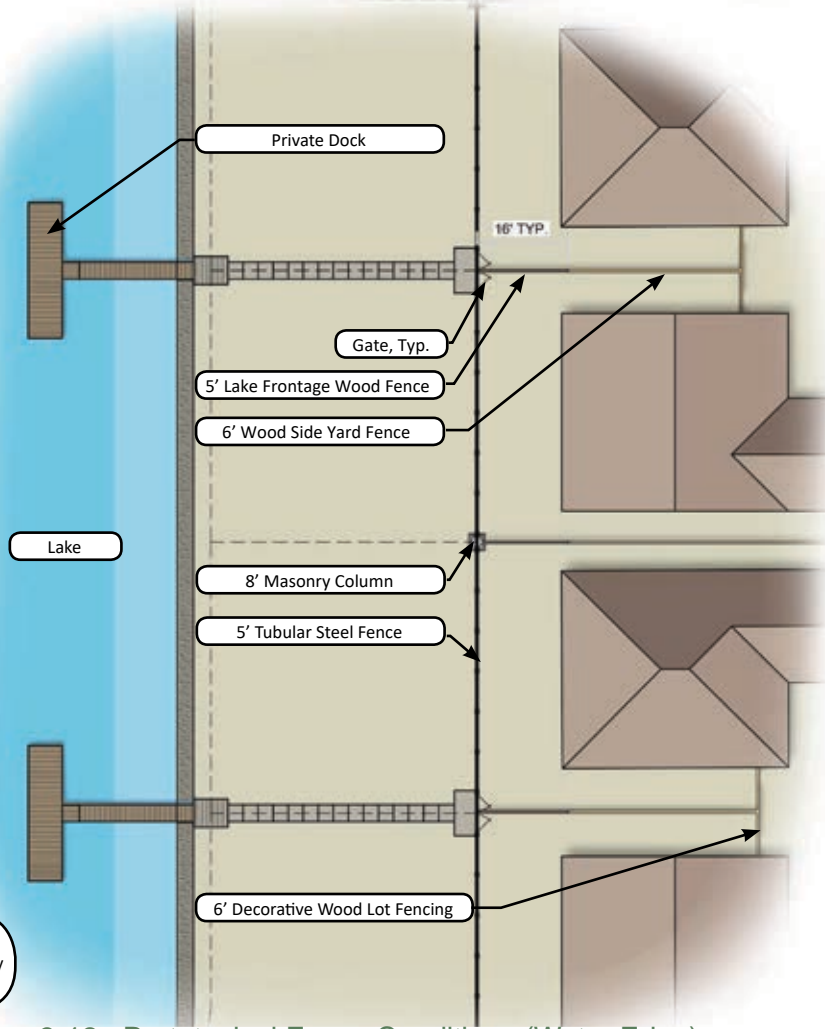 Private Dock
16' TYP.
Gate, Typ.
5’ Lake Frontage Wood Fence
6’ Wood Side Yard Fence
Lake
8’ Masonry Column
5’ Tubular Steel Fence
6’ Decorative Wood Lot Fencing